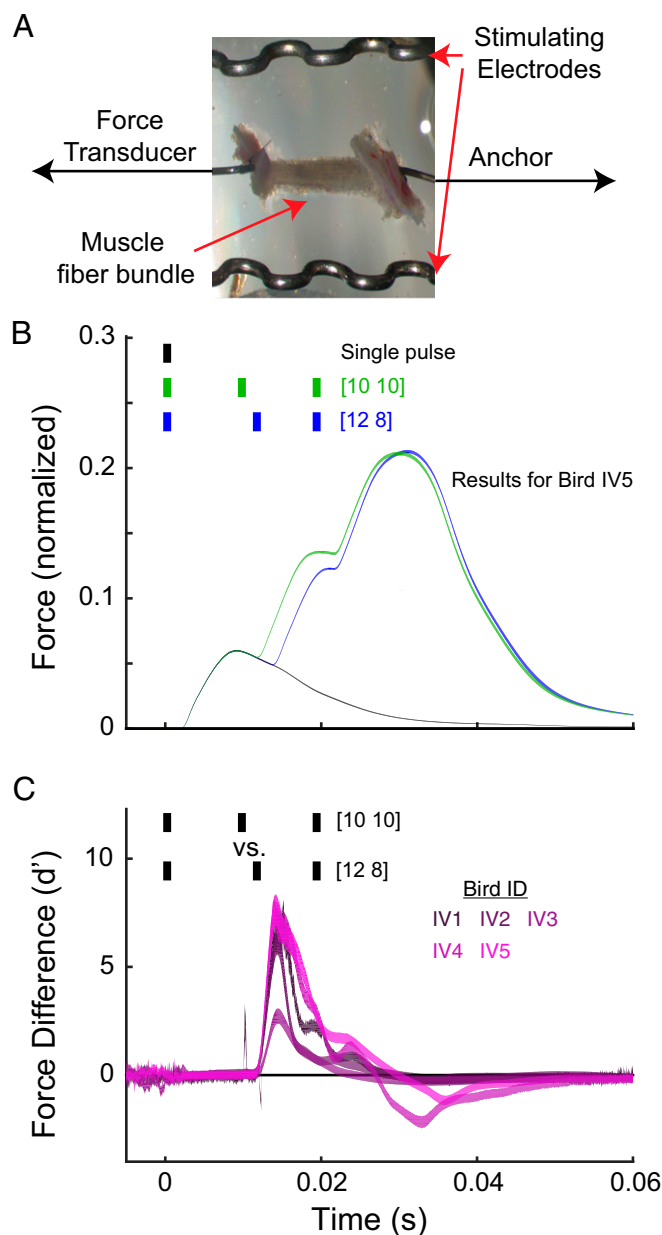 A
Stimulating
Electrodes
Force
Transducer
Anchor
Muscle
fiber bundle
B
0.3
0.2
0.1
0
Force (normalized)
Single pulse
[10 10]
[12 8]
Results for Bird IV5
C
10
5
0
Force Difference (d')
[10 10]
vs.
[12 8]
Bird ID
IV1 IV2 IV3
IV4 IV5
0 0.02 0.04 0.06
Time (s)